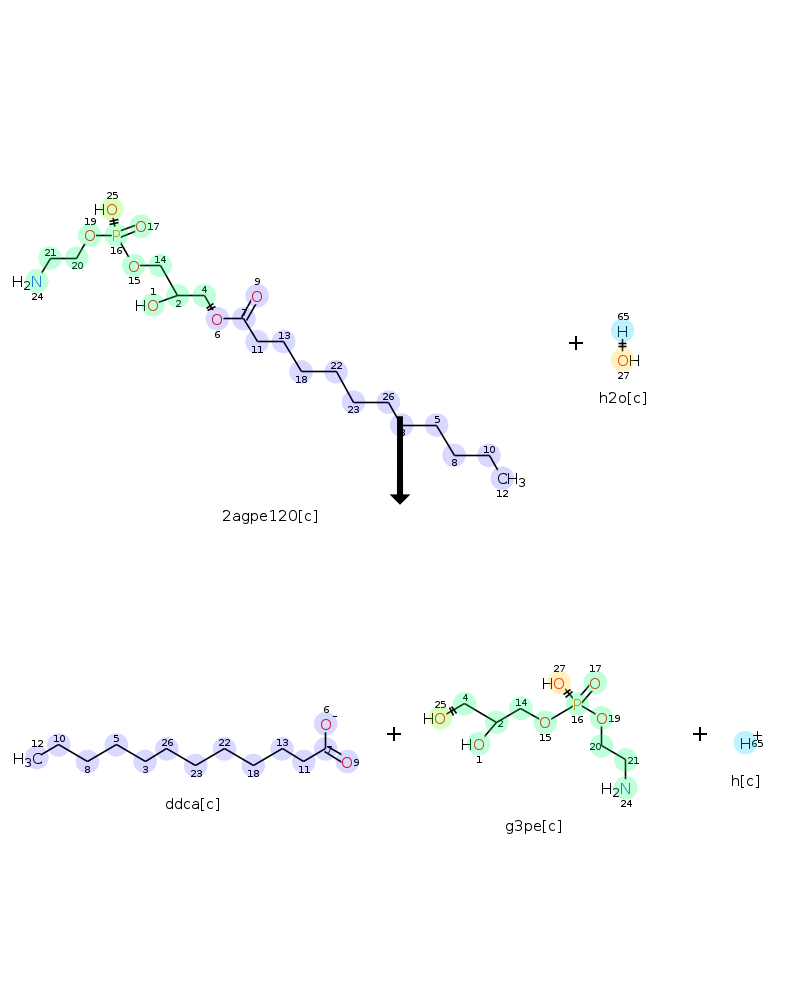 25
HO
19
O
P
O 17
21
20
16
14
H₂N
24
O
15
1
HO
2
4
O
6
9
O
7
11
13
18
22
23
26
3
5
8
10
CH₃
12
2agpe120[c]
+
65
H
OH
27
h2o[c]
6
O-
12
H₃C
10
8
5
3
26
23
22
18
13
11
7
O9
ddca[c]
+
25
HO
4
2
HO
1
14
O
15
27
HO
17
O
P
16
O19
20
21
H₂N
24
g3pe[c]
+
H+
65
h[c]